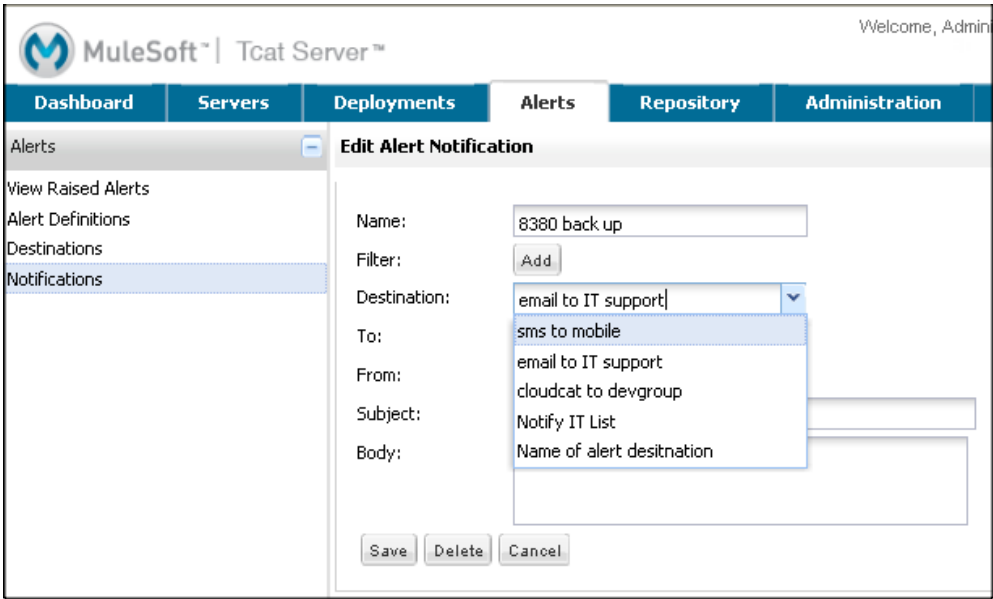 Welcome, Admini
MuleSoft™ | Tcat Server™
Dashboard Servers Deployments Alerts Repository Administration
Alerts
View Raised Alerts
Alert Definitions
Destinations
Notifications
Edit Alert Notification
Name: 8380 back up
Filter: Add
Destination: email to IT support
sms to mobile
email to IT support
cloudcat to devgroup
Notify IT List
Name of alert desitnation
To:
From:
Subject:
Body:
Save Delete Cancel